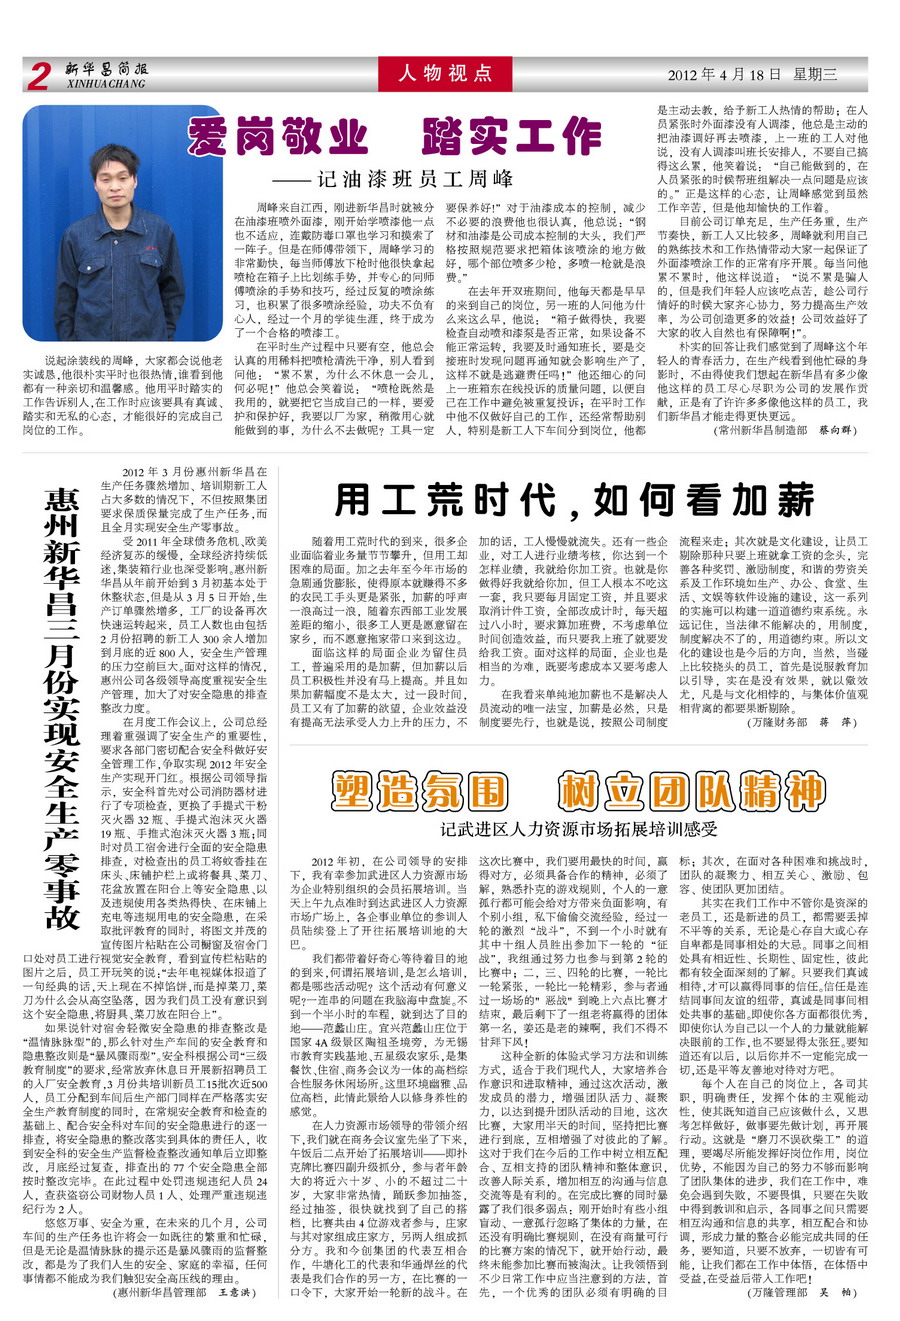 2
新华昌简报
XINHUACHANG
人物视点
2012 年 4 月 18 日 星期三
爱岗敬业 踏实工作
——记油漆班员工周峰
说起涂装线的周峰，大家都会说他老
实诚恳,他很朴实平时也很热情,谁看到他
都有一种亲切和温馨感。他用平时踏实的
工作告诉别人,在工作时应该要具有真诚、
踏实和无私的心态，才能很好的完成自己
岗位的工作。
周峰来自江西，刚进新华昌时就被分
在油漆班喷外面漆，刚开始学喷漆他一点
也不适应，连戴防毒口罩也学习和摸索了
一阵子。但是在师傅带领下，周峰学习的
非常勤快，每当师傅放下枪时他很快拿起
喷枪在箱子上比划练手势，并专心的问师
傅喷漆的手势和技巧，经过反复的喷涂练
习，也积累了很多喷涂经验，功夫不负有
心人，经过一个月的学徒生涯，终于成为
了一个合格的喷漆工。
在平时生产过程中只要有空，他总会
认真的用稀料把喷枪清洗干净，别人看到
问他：“累不累，为什么不休息一会儿，
何必呢!”他总会笑着说：“喷枪既然是
我用的，就要把它当成自己的一样，要爱
护和保护好，我要以厂为家，稍微用心就
能做到的事，为什么不去做呢？工具一定
要保养好!”对于油漆成本的控制，减少
不必要的浪费他也很认真，他总说：“钢
材和油漆是公司成本控制的大头，我们严
格按照规范要求把箱体该喷涂的地方做
好，哪个部位喷多少枪，多喷一枪就是浪
费。”
在去年开双班期间，他每天都是早早
的来到自己的岗位，另一班的人问他为什
么来这么早，他说：“箱子做得快，我要
检查自动喷和漆泵是否正常，如果设备不
能正常运转，我要及时通知班长，要是交
接班时发现问题再通知就会影响生产了，
这样不就是逃避责任吗!”他还细心的问
上一班箱东在线投诉的质量问题，以便自
己在工作中避免被重复投诉；在平时工作
中他不仅做好自己的工作，还经常帮助别
人，特别是新工人下车间分到岗位，他都
是主动去教，给予新工人热情的帮助；在人
员紧张时外面漆没有人调漆，他总是主动的
把油漆调好再去喷漆，上一班的工人对他
说，没有人调漆叫班长安排人，不要自己搞
得这么累，他笑着说：“自己能做到的，在
人员紧张的时候帮班组解决一点问题是应该
的。”正是这样的心态，让周峰感觉到虽然
工作辛苦，但是他却愉快的工作着。
目前公司订单充足，生产任务重，生产
节奏快，新工人又比较多，周峰就利用自己
的熟练技术和工作热情带动大家一起保证了
外面漆喷涂工作的正常有序开展。每当问他
累不累时，他这样说道：“说不累是骗人
的，但是我们年轻人应该吃点苦，趁公司行
情好的时候大家齐心协力，努力提高生产效
率，为公司创造更多的效益！公司效益好了
大家的收入自然也有保障啊!”。
朴实的回答让我们感觉到了周峰这个年
轻人的青春活力，在生产线看到他忙碌的身
影时，不由得使我们想起在新华昌有多少像
他这样的员工尽心尽职为公司的发展作贡
献，正是有了许许多多像他这样的员工，我
们新华昌才能走得更快更远。
(常州新华昌制造部 蔡向群)
惠州新华昌三月份实现安全生产零事故
2012 年 3 月份惠州新华昌在
生产任务骤然增加、培训期新工人
占大多数的情况下，不但按照集团
要求保质保量完成了生产任务,而
且全月实现安全生产零事故。
受 2011 年全球债务危机、欧美
经济复苏的缓慢，全球经济持续低
迷,集装箱行业也深受影响。惠州新
华昌从年前开始到 3 月初基本处于
休整状态,但是从 3 月 5 日开始,生
产订单骤然增多，工厂的设备再次
快速运转起来，员工人数也由包括
2 月份招聘的新工人 300 余人增加
到月底的近 800 人，安全生产管理
的压力空前巨大。面对这样的情况，
惠州公司各级领导高度重视安全生
产管理，加大了对安全隐患的排查
整改力度。
在月度工作会议上，公司总经
理着重强调了安全生产的重要性，
要求各部门密切配合安全科做好安
全管理工作,争取实现 2012 年安全
生产实现开门红。根据公司领导指
示，安全科首先对公司消防器材进
行了专项检查，更换了手提式干粉
灭火器 32 瓶、手提式泡沫灭火器
19 瓶、手推式泡沫灭火器 3 瓶;同
时对员工宿舍进行全面的安全隐患
排查，对检查出的员工将蚊香挂在
床头、床铺护栏上或将餐具、菜刀、
花盆放置在阳台上等安全隐患、以
及违规使用各类热得快、在床铺上
充电等违规用电的安全隐患，在采
取批评教育的同时，将图文并茂的
宣传图片粘贴在公司橱窗及宿舍门
口处对员工进行视觉安全教育，看到宣传栏粘贴的
图片之后，员工开玩笑的说:“去年电视媒体报道了
一句经典的话,天上现在不掉馅饼,而是掉菜刀,菜
刀为什么会从高空坠落，因为我们员工没有意识到
这个安全隐患,将厨具、菜刀放在阳台上”。
如果说针对宿舍轻微安全隐患的排查整改是
“温情脉脉型”的,那么针对生产车间的安全教育和
隐患整改则是“暴风骤雨型”。安全科根据公司“三级
教育制度”的要求,经常放弃休息日开展新招聘员工
的入厂安全教育,3 月份共培训新员工15批次近500
人，员工分配到车间后生产部门同样在严格落实安
全生产教育制度的同时，在常规安全教育和检查的
基础上、配合安全科对车间的安全隐患进行的逐一
排查，将安全隐患的整改落实到具体的责任人，收
到安全科的安全生产监督检查整改通知单后立即整
改，月底经过复查，排查出的 77 个安全隐患全部
按时整改完毕。在此过程中处罚违规违纪人员 24
人，查获盗窃公司财物人员 1 人、处理严重违规违
纪行为 2 人。
悠悠万事、安全为重，在未来的几个月，公司
车间的生产任务也许将会一如既往的繁重和忙碌，
但是无论是温情脉脉的提示还是暴风骤雨的监督整
改，都是为了我们人生的安全、家庭的幸福，任何
事情都不能成为我们触犯安全高压线的理由。
(惠州新华昌管理部 王意洪)
用工荒时代,如何看加薪
随着用工荒时代的到来，很多企
业面临着业务量节节攀升，但用工却
困难的局面。加之去年至今年市场的
急剧通货膨胀，使得原本就赚得不多
的农民工手头更是紧张，加薪的呼声
一浪高过一浪，随着东西部工业发展
差距的缩小，很多工人更是愿意留在
家乡，而不愿意拖家带口来到这边。
面临这样的局面企业为留住员
工，普遍采用的是加薪，但加薪以后
员工积极性并没有马上提高。并且如
果加薪幅度不是太大，过一段时间，
员工又有了加薪的欲望，企业效益没
有提高无法承受人力上升的压力，不
加的话，工人慢慢就流失。还有一些企
业，对工人进行业绩考核，你达到一个
怎样业绩，我就给你加工资。也就是你
做得好我就给你加，但工人根本不吃这
一套，我只要每月固定工资，并且要求
取消计件工资，全部改成计时，每天超
过八小时，要求算加班费，不考虑单位
时间创造效益，而只要我上班了就要发
给我工资。面对这样的局面，企业也是
相当的为难，既要考虑成本又要考虑人
力。
在我看来单纯地加薪也不是解决人
员流动的唯一法宝，加薪是必然，只是
制度要先行，也就是说，按照公司制度
流程来走；其次就是文化建设，让员工
剔除那种只要上班就拿工资的念头，完
善各种奖罚、激励制度，和谐的劳资关
系及工作环境如生产、办公、食堂、生
活、文娱等软件设施的建设，这一系列
的实施可以构建一道道德约束系统。永
远记住，当法律不能解决的，用制度，
制度解决不了的，用道德约束。所以文
化的建设也是今后的方向，当然，当碰
上比较挠头的员工，首先是说服教育加
以引导，实在是没有效果，就以儆效
尤，凡是与文化相悖的，与集体价值观
相背离的都要果断剔除。
(万隆财务部 蒋 萍)
塑造氛围 树立团队精神
记武进区人力资源市场拓展培训感受
2012 年初，在公司领导的安排
下，我有幸参加武进区人力资源市场
为企业特别组织的会员拓展培训。当
天上午九点准时到达武进区人力资源
市场广场上，各企事业单位的参训人
员陆续登上了开往拓展培训地的大
巴。
我们都带着好奇心等待着目的地
的到来,何谓拓展培训,是怎么培训，
都是哪些活动呢？这个活动有何意义
呢?一连串的问题在我脑海中盘旋。不
到一个半小时的车程，就到达了目的
地——范蠡山庄。宜兴范蠡山庄位于
国家 4A 级景区陶祖圣境旁，为无锡
市教育实践基地、五星级农家乐，是集
餐饮、住宿、商务会议为一体的高档综
合性服务休闲场所。这里环境幽雅、品
位高档，此情此景给人以修身养性的
感觉。
在人力资源市场领导的带领介绍
下,我们就在商务会议室先坐了下来，
午饭后二点开始了拓展培训——即扑
克牌比赛四副升级抓分，参与者年龄
大的将近六十岁、小的不超过二十
岁，大家非常热情，踊跃参加抽签，
经过抽签，很快就找到了自己的搭
档，比赛共由 4 位游戏者参与，庄家
与其对家组成庄家方，另两人组成抓
分方。我和今创集团的代表互相合
作，牛塘化工的代表和华通焊丝的代
表是我们合作的另一方，在比赛的一
口令下，大家开始一轮新的战斗。在
这次比赛中，我们要用最快的时间，赢
得对方，必须具备合作的精神，必须了
解，熟悉扑克的游戏规则，个人的一意
孤行都可能会给对方带来负面影响，有
个别小组，私下偷偷交流经验，经过一
轮的激烈“战斗”，不到一个小时就有
其中十组人员胜出参加下一轮的“征
战”，我组通过努力也参与到第 2 轮的
比赛中；二，三、四轮的比赛，一轮比
一轮紧张，一轮比一轮精彩，参与者通
过一场场的" 恶战" 到晚上六点比赛才
结束，最后剩下了一组老将赢得的团体
第一名，姜还是老的辣啊，我们不得不
甘拜下风！
这种全新的体验式学习方法和训练
方式，适合于我们现代人，大家培养合
作意识和进取精神，通过这次活动，激
发成员的潜力，增强团队活力、凝聚
力，以达到提升团队活动的目地，这次
比赛，大家用半天的时间，坚持把比赛
进行到底，互相增强了对彼此的了解。
这对于我们在今后的工作中树立相互配
合、互相支持的团队精神和整体意识，
改善人际关系，增加相互的沟通与信息
交流等是有利的。在完成比赛的同时暴
露了我们很多弱点；刚开始时有些小组
盲动、一意孤行忽略了集体的力量，在
还没有明确比赛规则，在没有商量可行
的比赛方案的情况下，就开始行动，最
终未能参加比赛而被淘汰。让我领悟到
不少日常工作中应当注意到的方法，首
先，一个优秀的团队必须有明确的目
标；其次，在面对各种困难和挑战时，
团队的凝聚力、相互关心、激励、包
容、使团队更加团结。
其实在我们工作中不管你是资深的
老员工，还是新进的员工，都需要丢掉
不平等的关系，无论是心存自大或心存
自卑都是同事相处的大忌。同事之间相
处具有相近性、长期性、固定性，彼此
都有较全面深刻的了解。只要我们真诚
相待,才可以赢得同事的信任。信任是连
结同事间友谊的纽带，真诚是同事间相
处共事的基础。即使你各方面都很优秀，
即使你认为自己以一个人的力量就能解
决眼前的工作,也不要显得太张狂。要知
道还有以后，以后你并不一定能完成一
切,还是平等友善地对待对方吧。
每个人在自己的岗位上，各司其
职，明确责任，发挥个体的主观能动
性，使其既知道自己应该做什么，又思
考怎样做好，做事要先做计划，再开展
行动。这就是“磨刀不误砍柴工”的道
理，要竭尽所能发挥好岗位作用，岗位
优势，不能因为自己的努力不够而影响
了团队集体的进步，我们在工作中，难
免会遇到失败，不要畏惧，只要在失败
中得到教训和启示，各同事之间只需要
相互沟通和信息的共享，相互配合和协
调，形成力量的整合必能完成共同的任
务，要知道，只要不放弃，一切皆有可
能，让我们都在工作中体悟，在体悟中
受益,在受益后带入工作吧！
(万隆管理部 吴 帕)